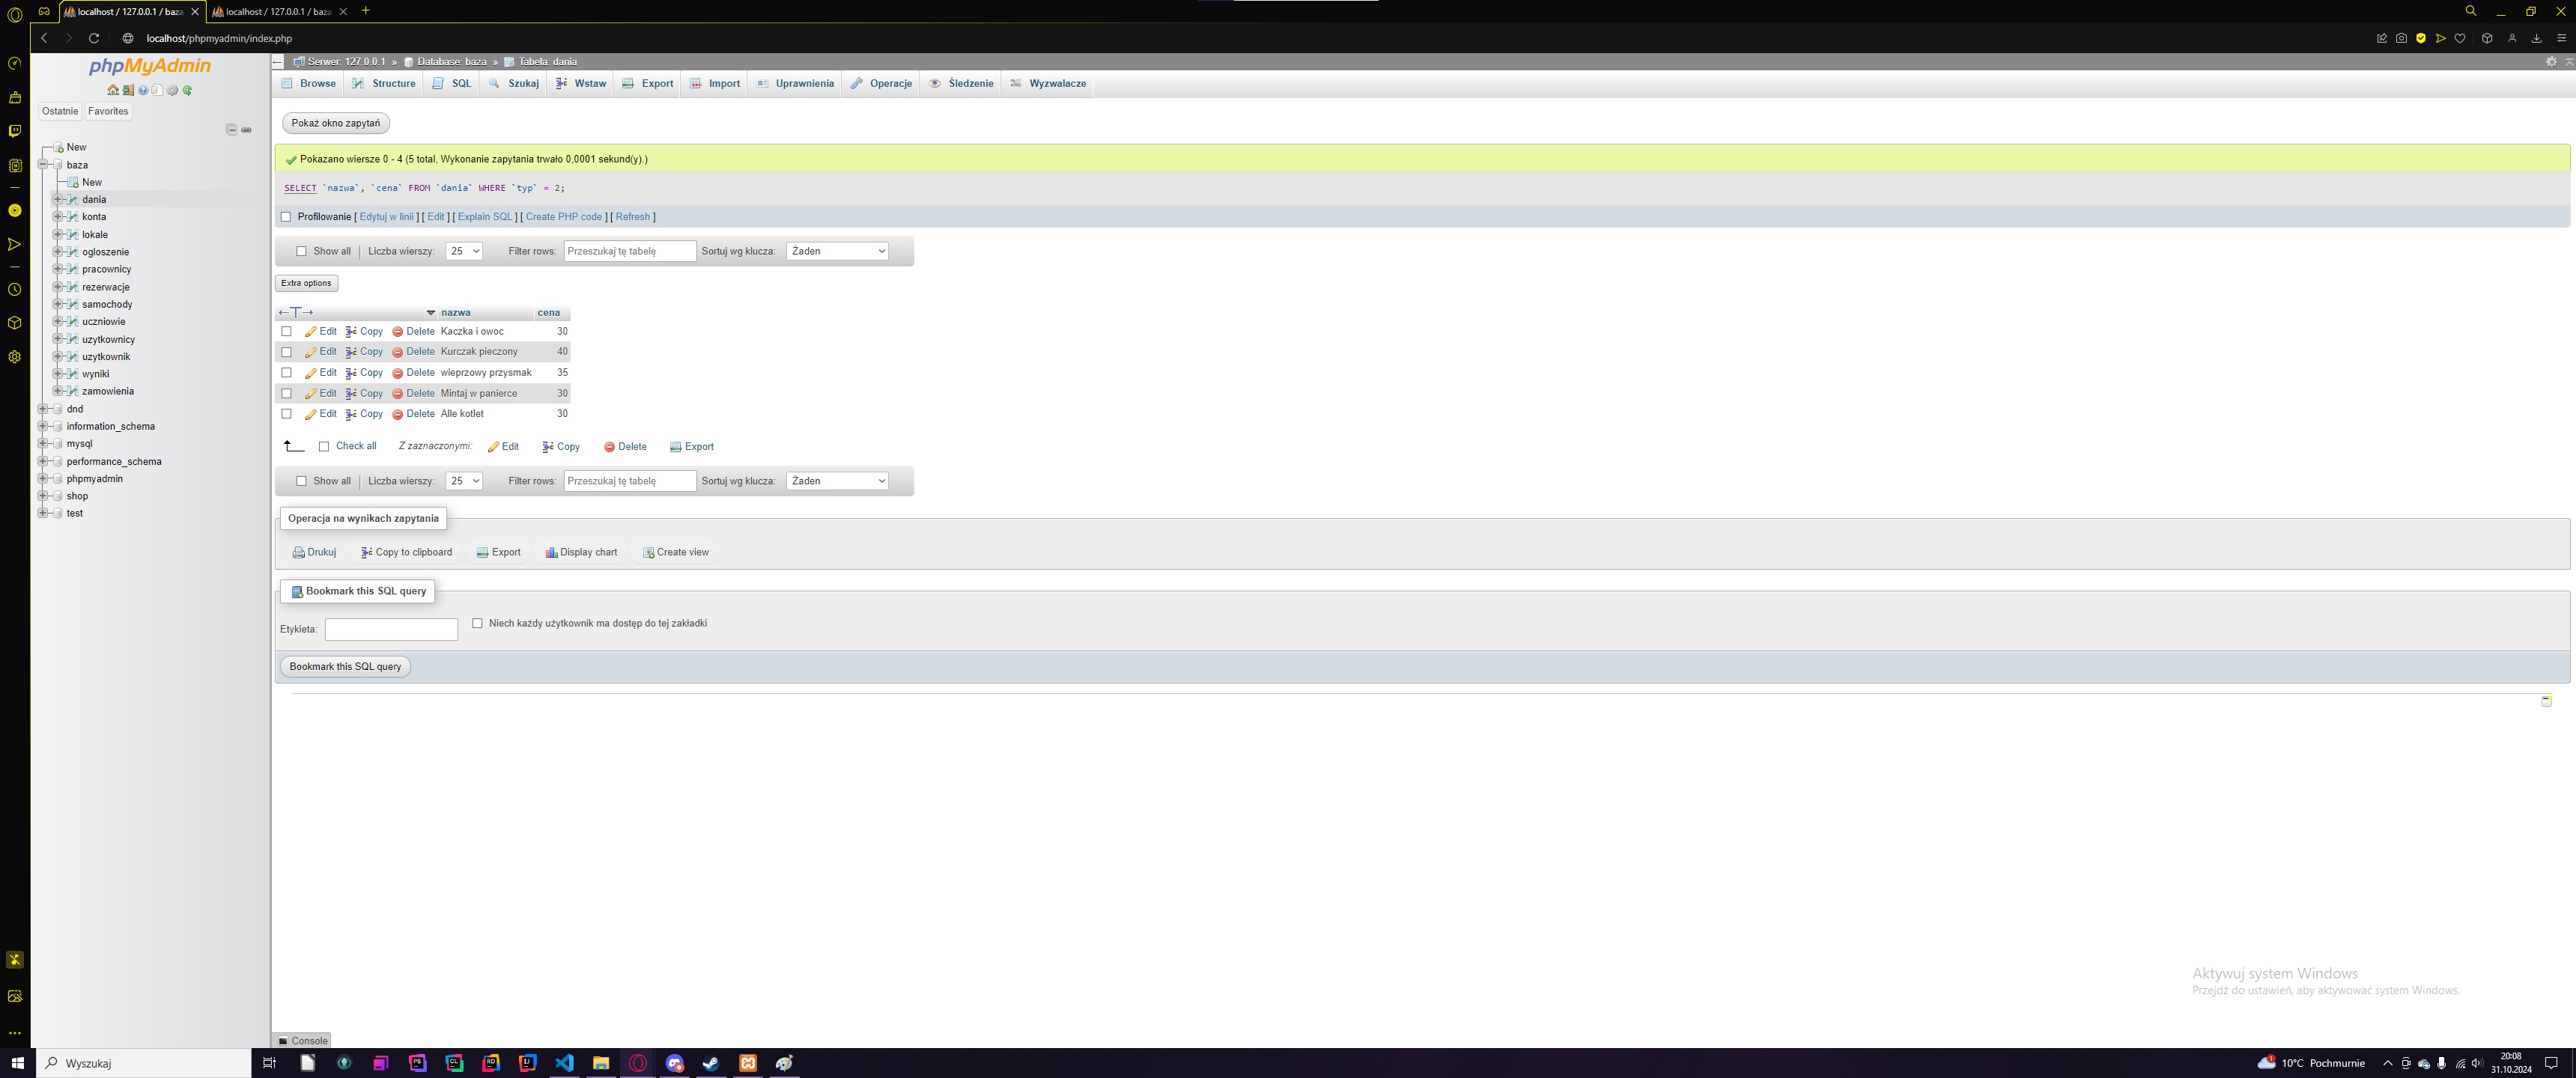 localhost / 127.0.0.1 / baza
localhost / 127.0.0.1 / baza
localhost/phpmyadmin/index.php
phpMyAdmin
Ostatnie Favorites
New
baza
New
dania
konta
lokale
ogloszenie
pracownicy
rezerwacje
samochody
uczniowie
uzytkownicy
uzytkownik
wyniki
zamowienia
dnd
information_schema
mysql
performance_schema
phpmyadmin
shop
test
Serwer: 127.0.0.1 » Database: baza » Tabela: dania
Browse Structure SQL Szukaj Wstaw Export Import Uprawnienia Operacje Śledzenie Wyzwalacze
Pokaż okno zapytań
Pokazano wiersze 0 - 4 (5 total, Wykonanie zapytania trwało 0,0001 sekund(y).)
SELECT `nazwa`, `cena` FROM `dania` WHERE `typ` = 2;
Profilowanie [ Edytuj w linii ] [ Edit ] [ Explain SQL ] [ Create PHP code ] [ Refresh ]
Show all Liczba wierszy: 25 Filter rows: Przeszukaj tę tabelę Sortuj wg klucza: Żaden
Extra options
nazwa cena
Edit Copy Delete Kaczka i owoc 30
Edit Copy Delete Kurczak pieczony 40
Edit Copy Delete wieprzowy przysmak 35
Edit Copy Delete Mintaj w panierce 30
Edit Copy Delete Alle kotlet 30
Check all Z zaznaczonymi: Edit Copy Delete Export
Show all Liczba wierszy: 25 Filter rows: Przeszukaj tę tabelę Sortuj wg klucza: Żaden
Operacja na wynikach zapytania
Drukuj Copy to clipboard Export Display chart Create view
Bookmark this SQL query
Etykieta: Niech każdy użytkownik ma dostęp do tej zakładki
Bookmark this SQL query
Aktywuj system Windows
Przejdź do ustawień, aby aktywować system Windows.
Console
Wyszukaj
PS
CL
RD
IJ
1
10°C Pochmurnie
20:08
31.10.2024